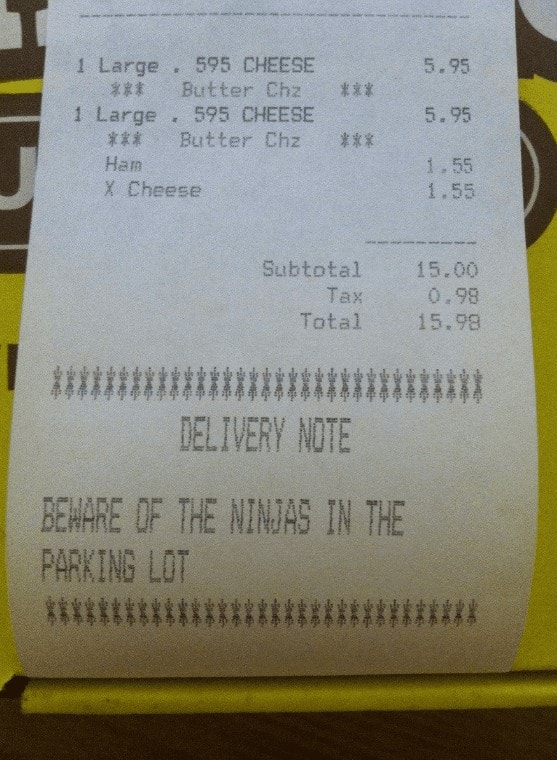 1 Large . 595 CHEESE 5.95
*** Butter Chz ***
1 Large . 595 CHEESE 5.95
*** Butter Chz ***
Ham 1.55
X Cheese 1.55
Subtotal 15.00
Tax 0.98
Total 15.98
*********************************
DELIVERY NOTE
BEWARE OF THE NINJAS IN THE
PARKING LOT
*********************************